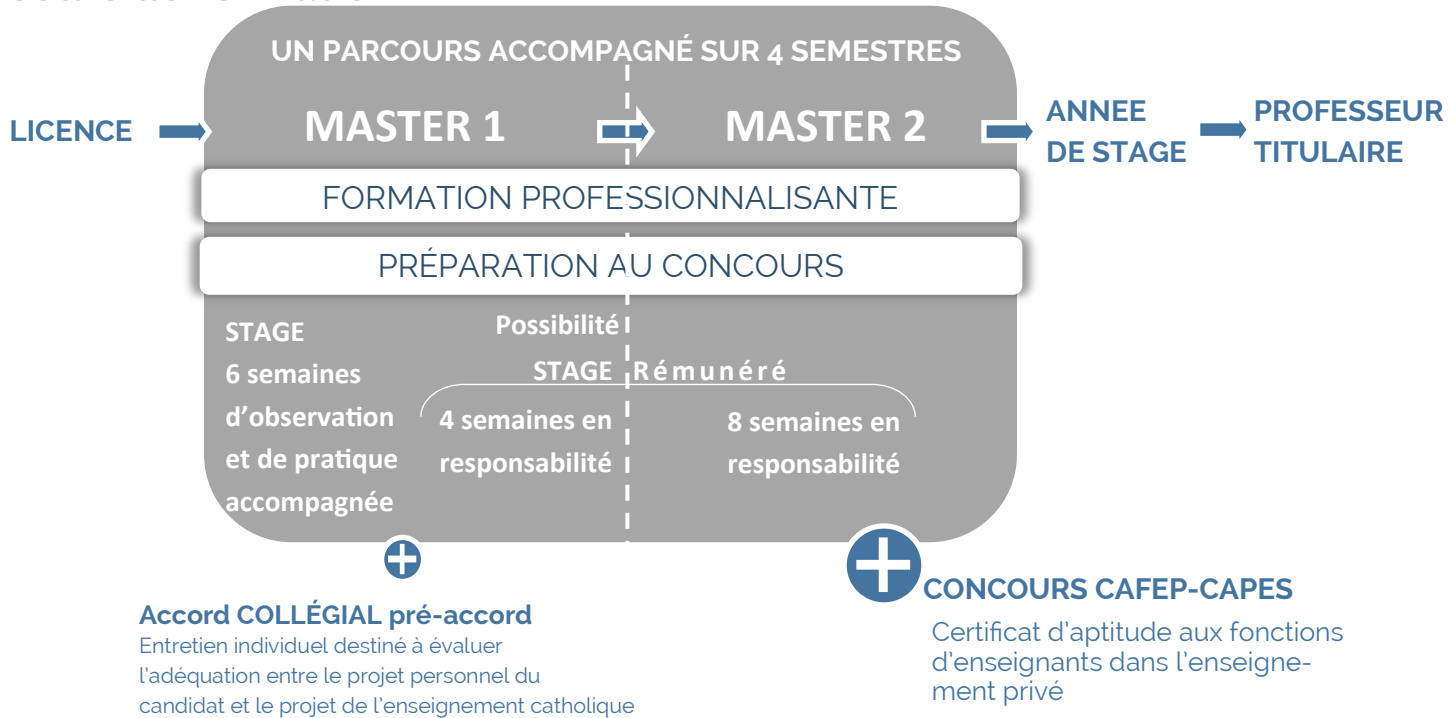 UN PARCOURS ACCOMPAGNÉ SUR 4 SEMESTRES
LICENCE
MASTER 1
MASTER 2
ANNEE
DE STAGE
PROFESSEUR
TITULAIRE
FORMATION PROFESSIONNALISANTE
PRÉPARATION AU CONCOURS
STAGE
6 semaines
d’observation
et de pratique
accompagnée
Possibilité
STAGE Rémunéré
4 semaines en
responsabilité
8 semaines en
responsabilité
Accord COLLÉGIAL pré-accord
Entretien individuel destiné à évaluer
l’adéquation entre le projet personnel du
candidat et le projet de l’enseignement catholique
CONCOURS CAFEP-CAPES
Certificat d’aptitude aux fonctions
d’enseignants dans l’enseigne-
ment privé